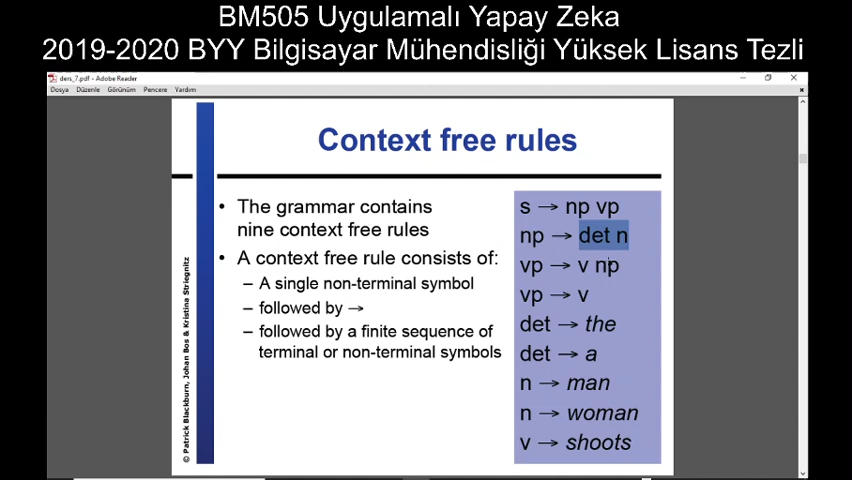 BM505 Uygulamalı Yapay Zeka
2019-2020 BYY Bilgisayar Mühendisliği Yüksek Lisans Tezli
ders_7.pdf - Adobe Reader
Dosya Düzenle Görünüm Pencere Yardım
Context free rules
• The grammar contains
nine context free rules
• A context free rule consists of:
– A single non-terminal symbol
– followed by →
– followed by a finite sequence of
terminal or non-terminal symbols
s → np vp
np → det n
vp → v np
vp → v
det → the
det → a
n → man
n → woman
v → shoots
© Patrick Blackburn, Johan Bos & Kristina Striegnitz